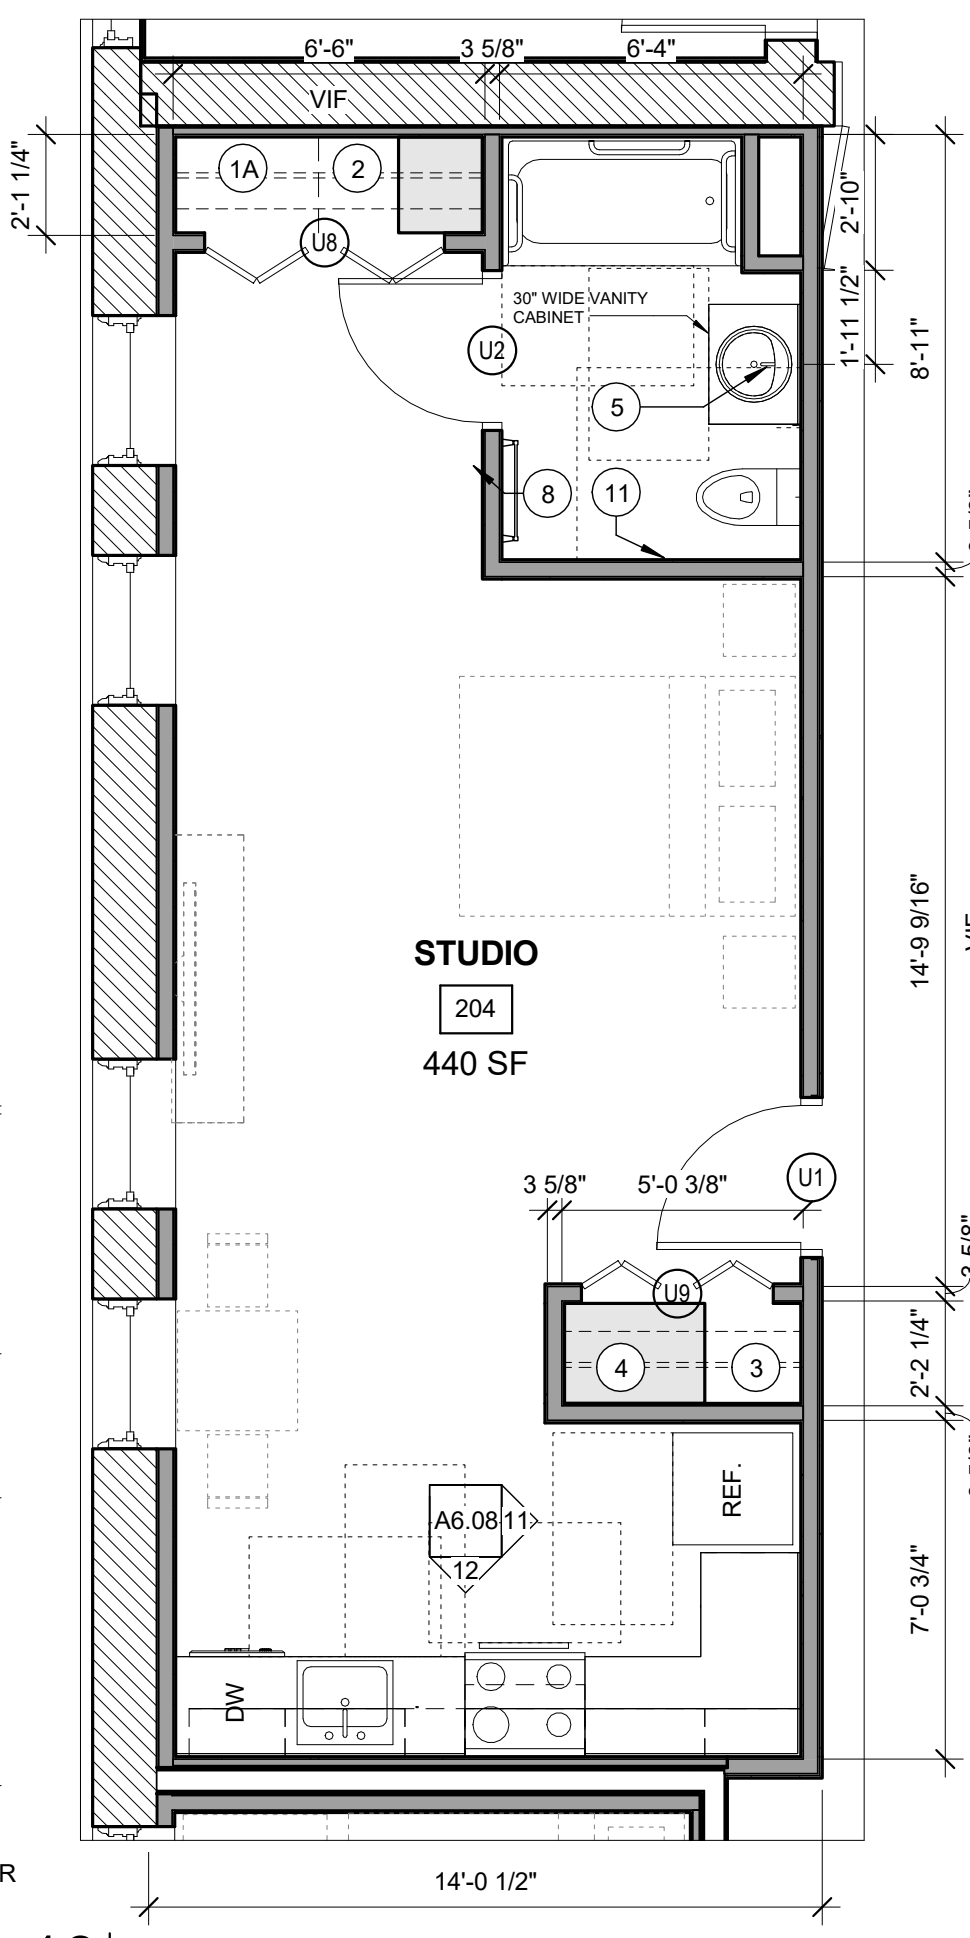 6'-6" 3 5/8" 6'-4"
VIF
2'-1 1/4"
1A 2
2'-10"
U8
30" WIDE VANITY
CABINET
1'-11 1/2"
8'-11"
U2
5
8 11
14'-9 9/16"
STUDIO
204
440 SF
3 5/8" 5'-0 3/8" U1
3 5/8"
U9
4 3
2'-2 1/4"
REF.
A6.08 11
12
7'-0 3/4"
DW
R
14'-0 1/2"